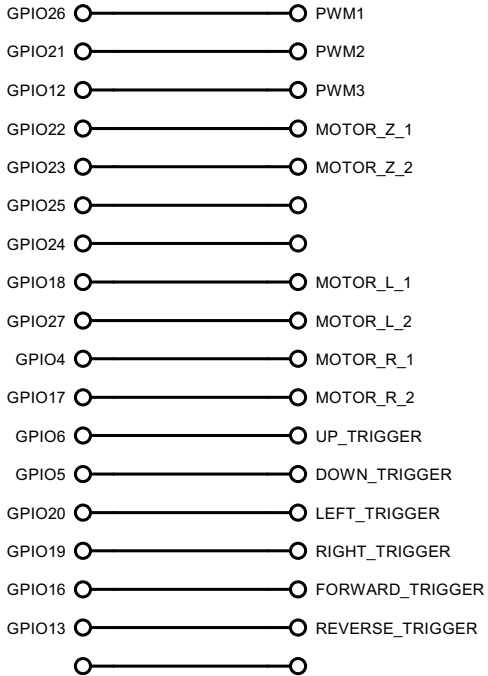 GPIO26 PWM1
GPIO21 PWM2
GPIO12 PWM3
GPIO22 MOTOR_Z_1
GPIO23 MOTOR_Z_2
GPIO25
GPIO24
GPIO18 MOTOR_L_1
GPIO27 MOTOR_L_2
GPIO4 MOTOR_R_1
GPIO17 MOTOR_R_2
GPIO6 UP_TRIGGER
GPIO5 DOWN_TRIGGER
GPIO20 LEFT_TRIGGER
GPIO19 RIGHT_TRIGGER
GPIO16 FORWARD_TRIGGER
GPIO13 REVERSE_TRIGGER